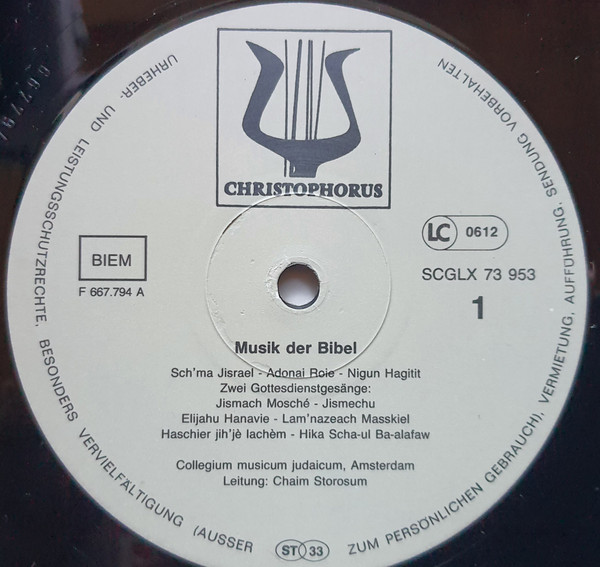 CHRISTOPHORUS
URHEBER- UND LEISTUNGSSCHUTZRECHTE, BESONDERS VERVIELFÄLTIGUNG (AUSSER ZUM PERSÖNLICHEN GEBRAUCH), VERMIETUNG, AUFFÜHRUNG, SENDUNG VORBEHALTEN
BIEM
F 667.794 A
LC 0612
SCGLX 73 953
1
Musik der Bibel
Sch'ma Jisrael - Adonai Roie - Nigun Hagitit
Zwei Gottesdienstgesänge:
Jismach Mosché - Jismechu
Elijahu Hanavie - Lam'nazeach Masskiel
Haschier jih'jè lachèm - Hika Scha-ul Ba-alafaw
Collegium musicum judaicum, Amsterdam
Leitung: Chaim Storosum
ST 33